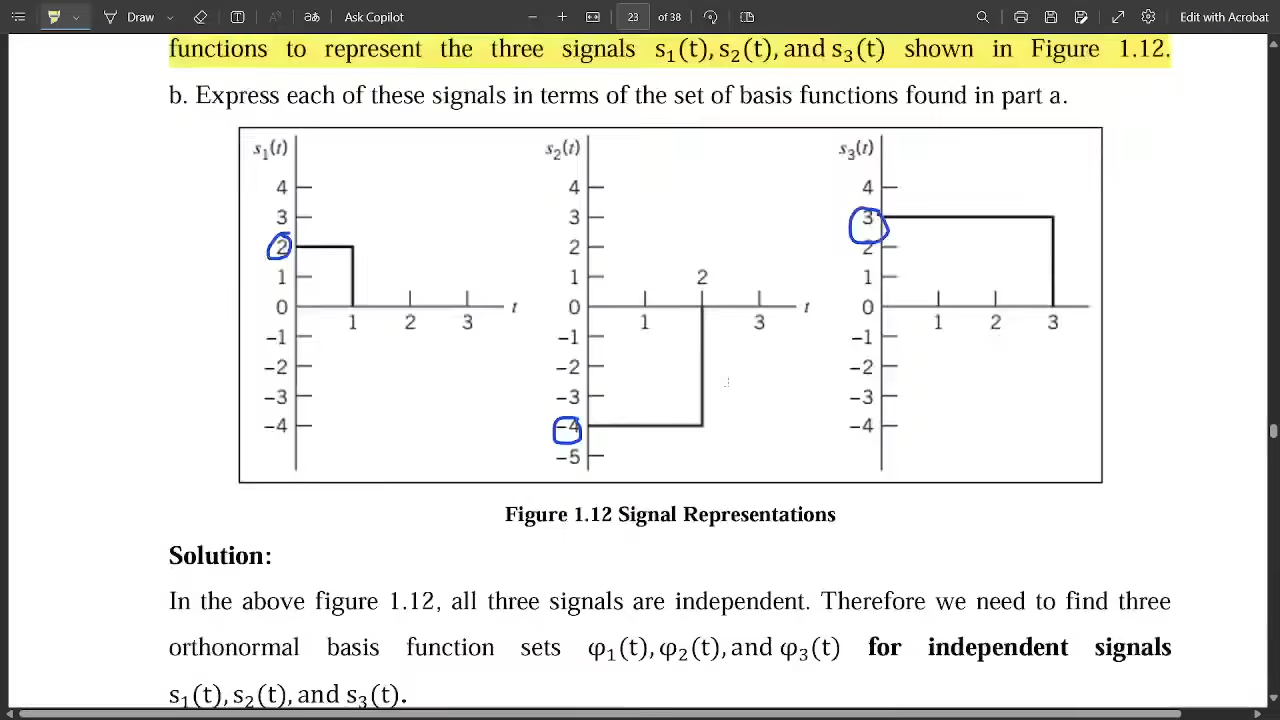 Draw
Ask Copilot
23 of 38
Edit with Acrobat
functions to represent the three signals s₁(t), s₂(t), and s₃(t) shown in Figure 1.12.
b. Express each of these signals in terms of the set of basis functions found in part a.
s₁(t)
4
3
2
1
0
-1
-2
-3
-4
1 2 3 t
s₂(t)
4
3
2
1
0
-1
-2
-3
-4
-5
2
1 3 t
s₃(t)
4
3
2
1
0
-1
-2
-3
-4
1 2 3
Figure 1.12 Signal Representations
Solution:
In the above figure 1.12, all three signals are independent. Therefore we need to find three
orthonormal basis function sets φ₁(t), φ₂(t), and φ₃(t) for independent signals
s₁(t), s₂(t), and s₃(t).